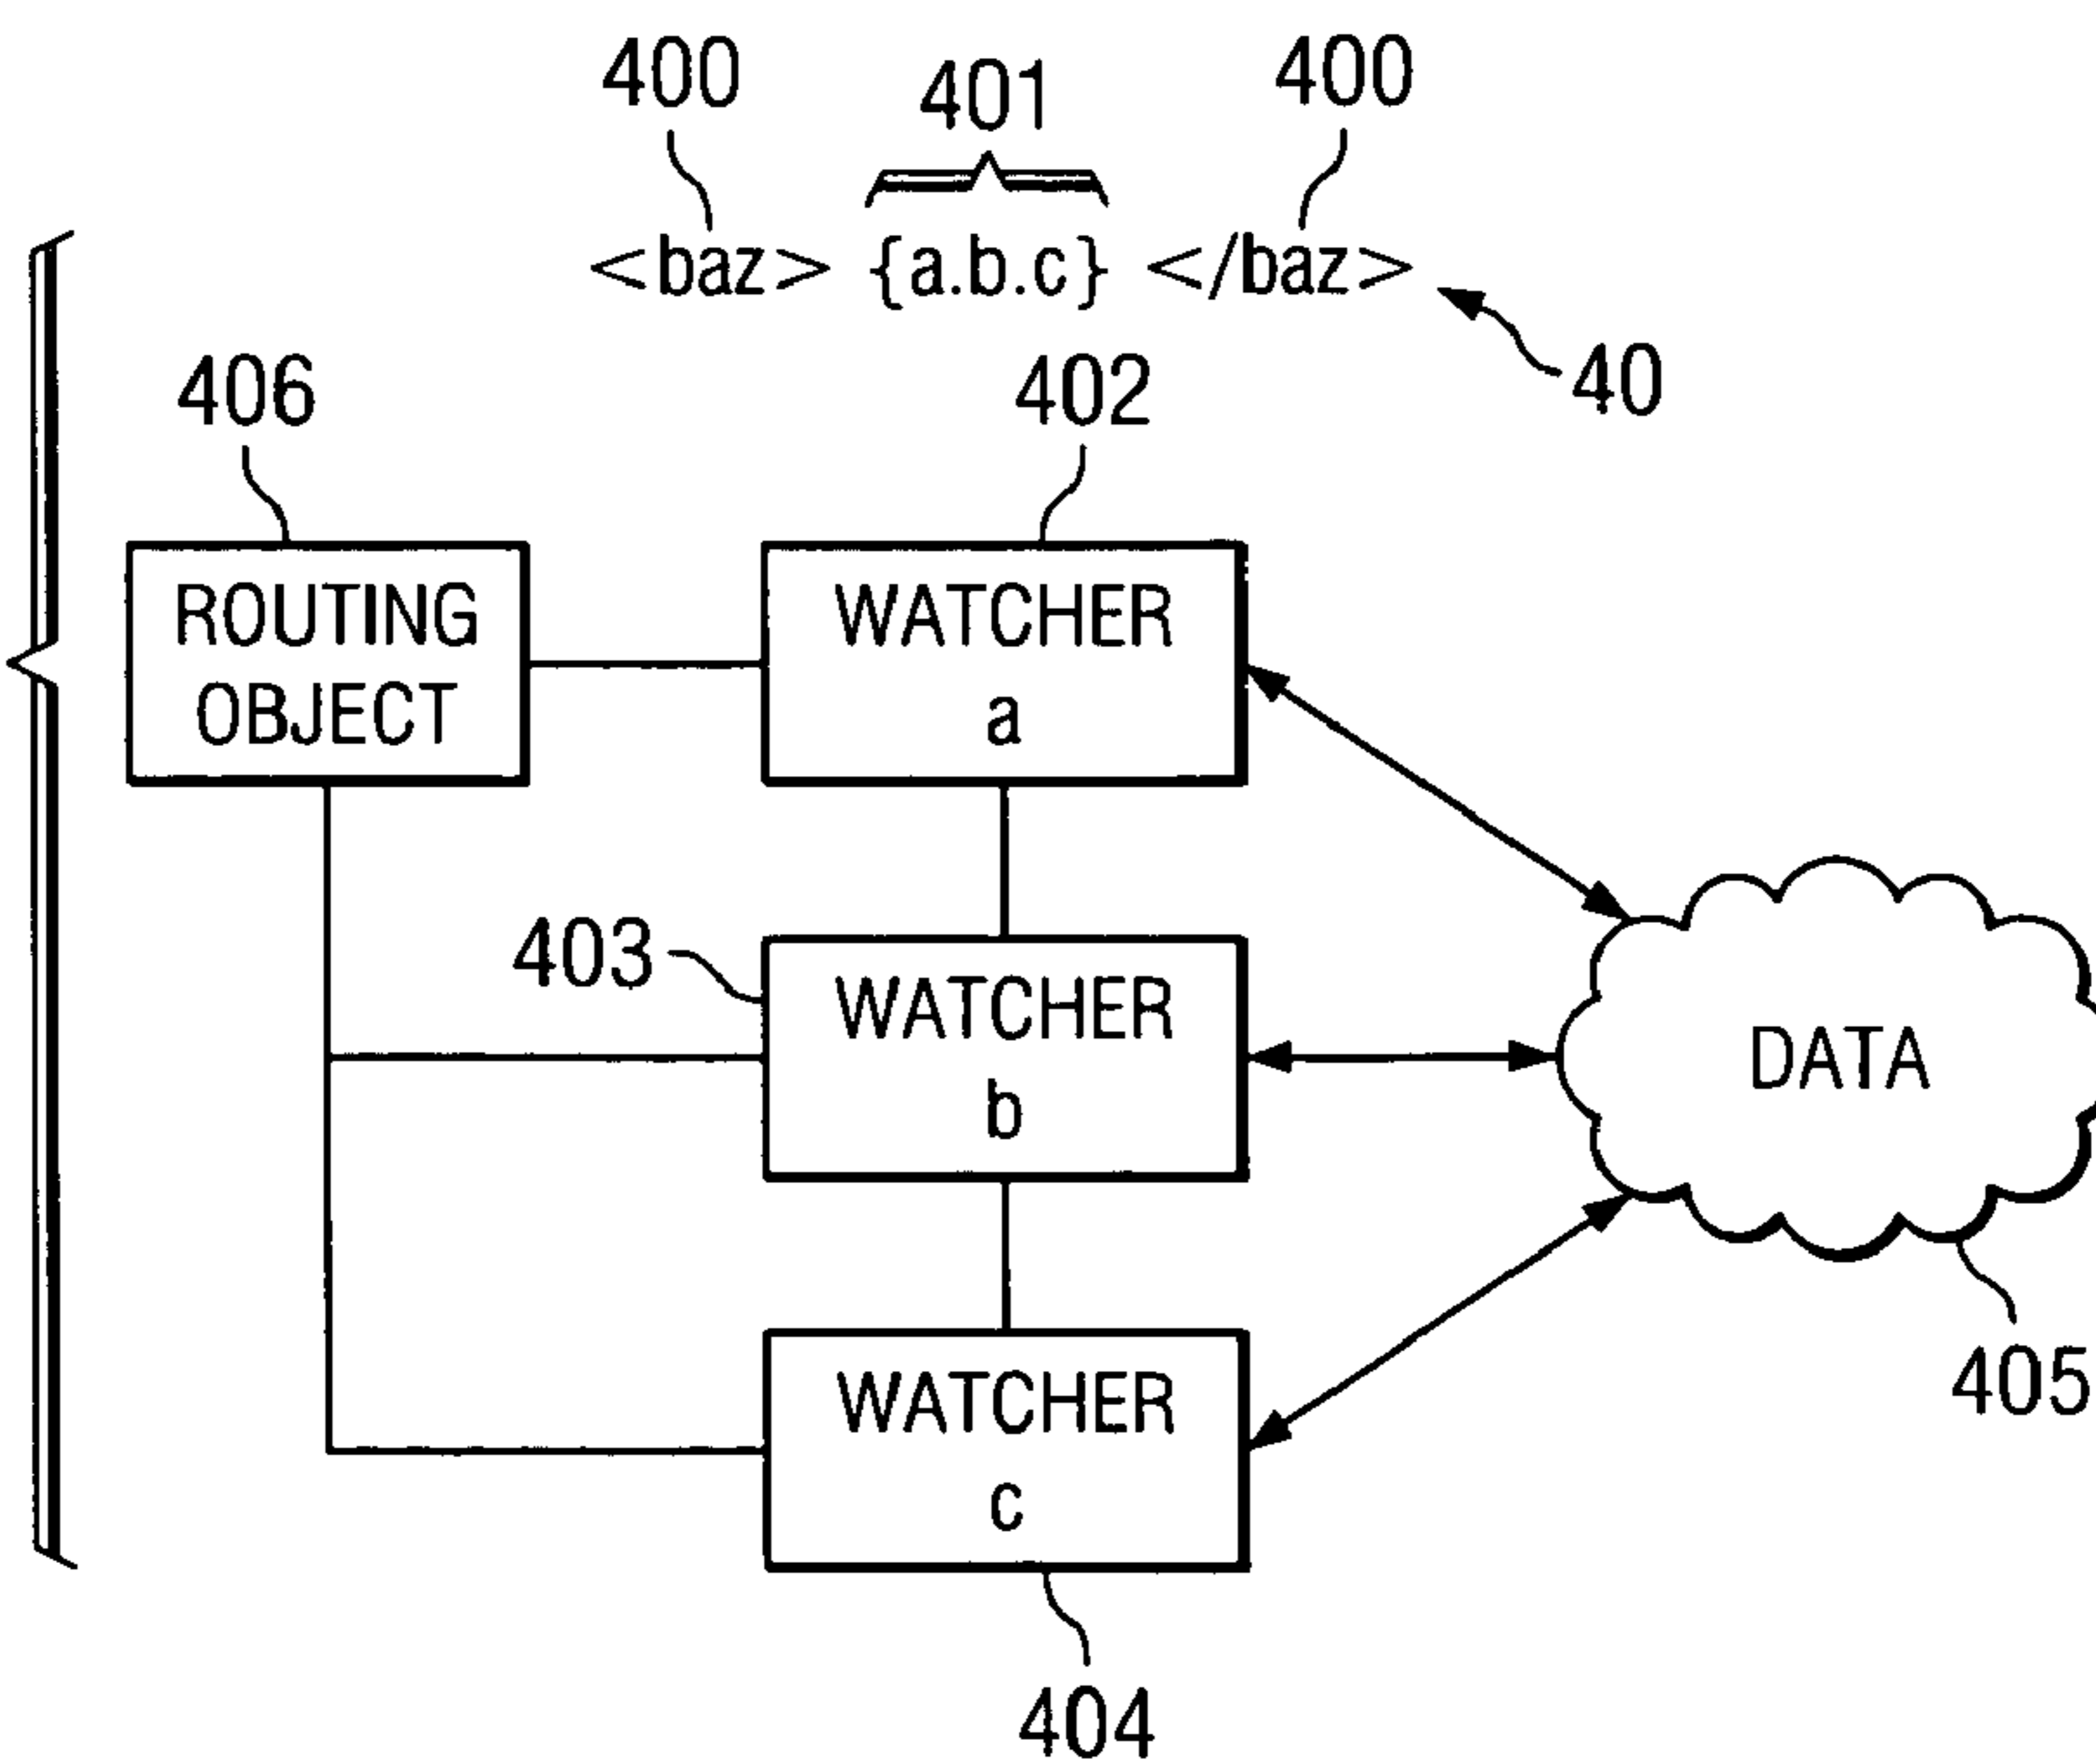 400 401 400
<baz> {a.b.c} </baz>
40
406 402
ROUTING
OBJECT
WATCHER
a
403
WATCHER
b
DATA
405
WATCHER
c
404